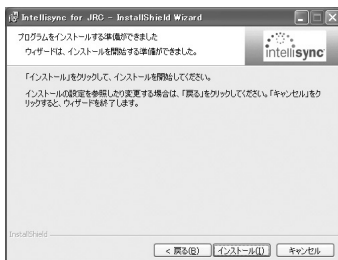 Intellisync for JRC - InstallShield Wizard
プログラムをインストールする準備ができました
ウィザードは、インストールを開始する準備ができました。
intellisync
「インストール」をクリックして、インストールを開始してください。
インストールの設定を参照したり変更する場合は、「戻る」をクリックしてください。「キャンセル」をク
リックすると、ウィザードを終了します。
InstallShield
< 戻る(B)
インストール(I)
キャンセル